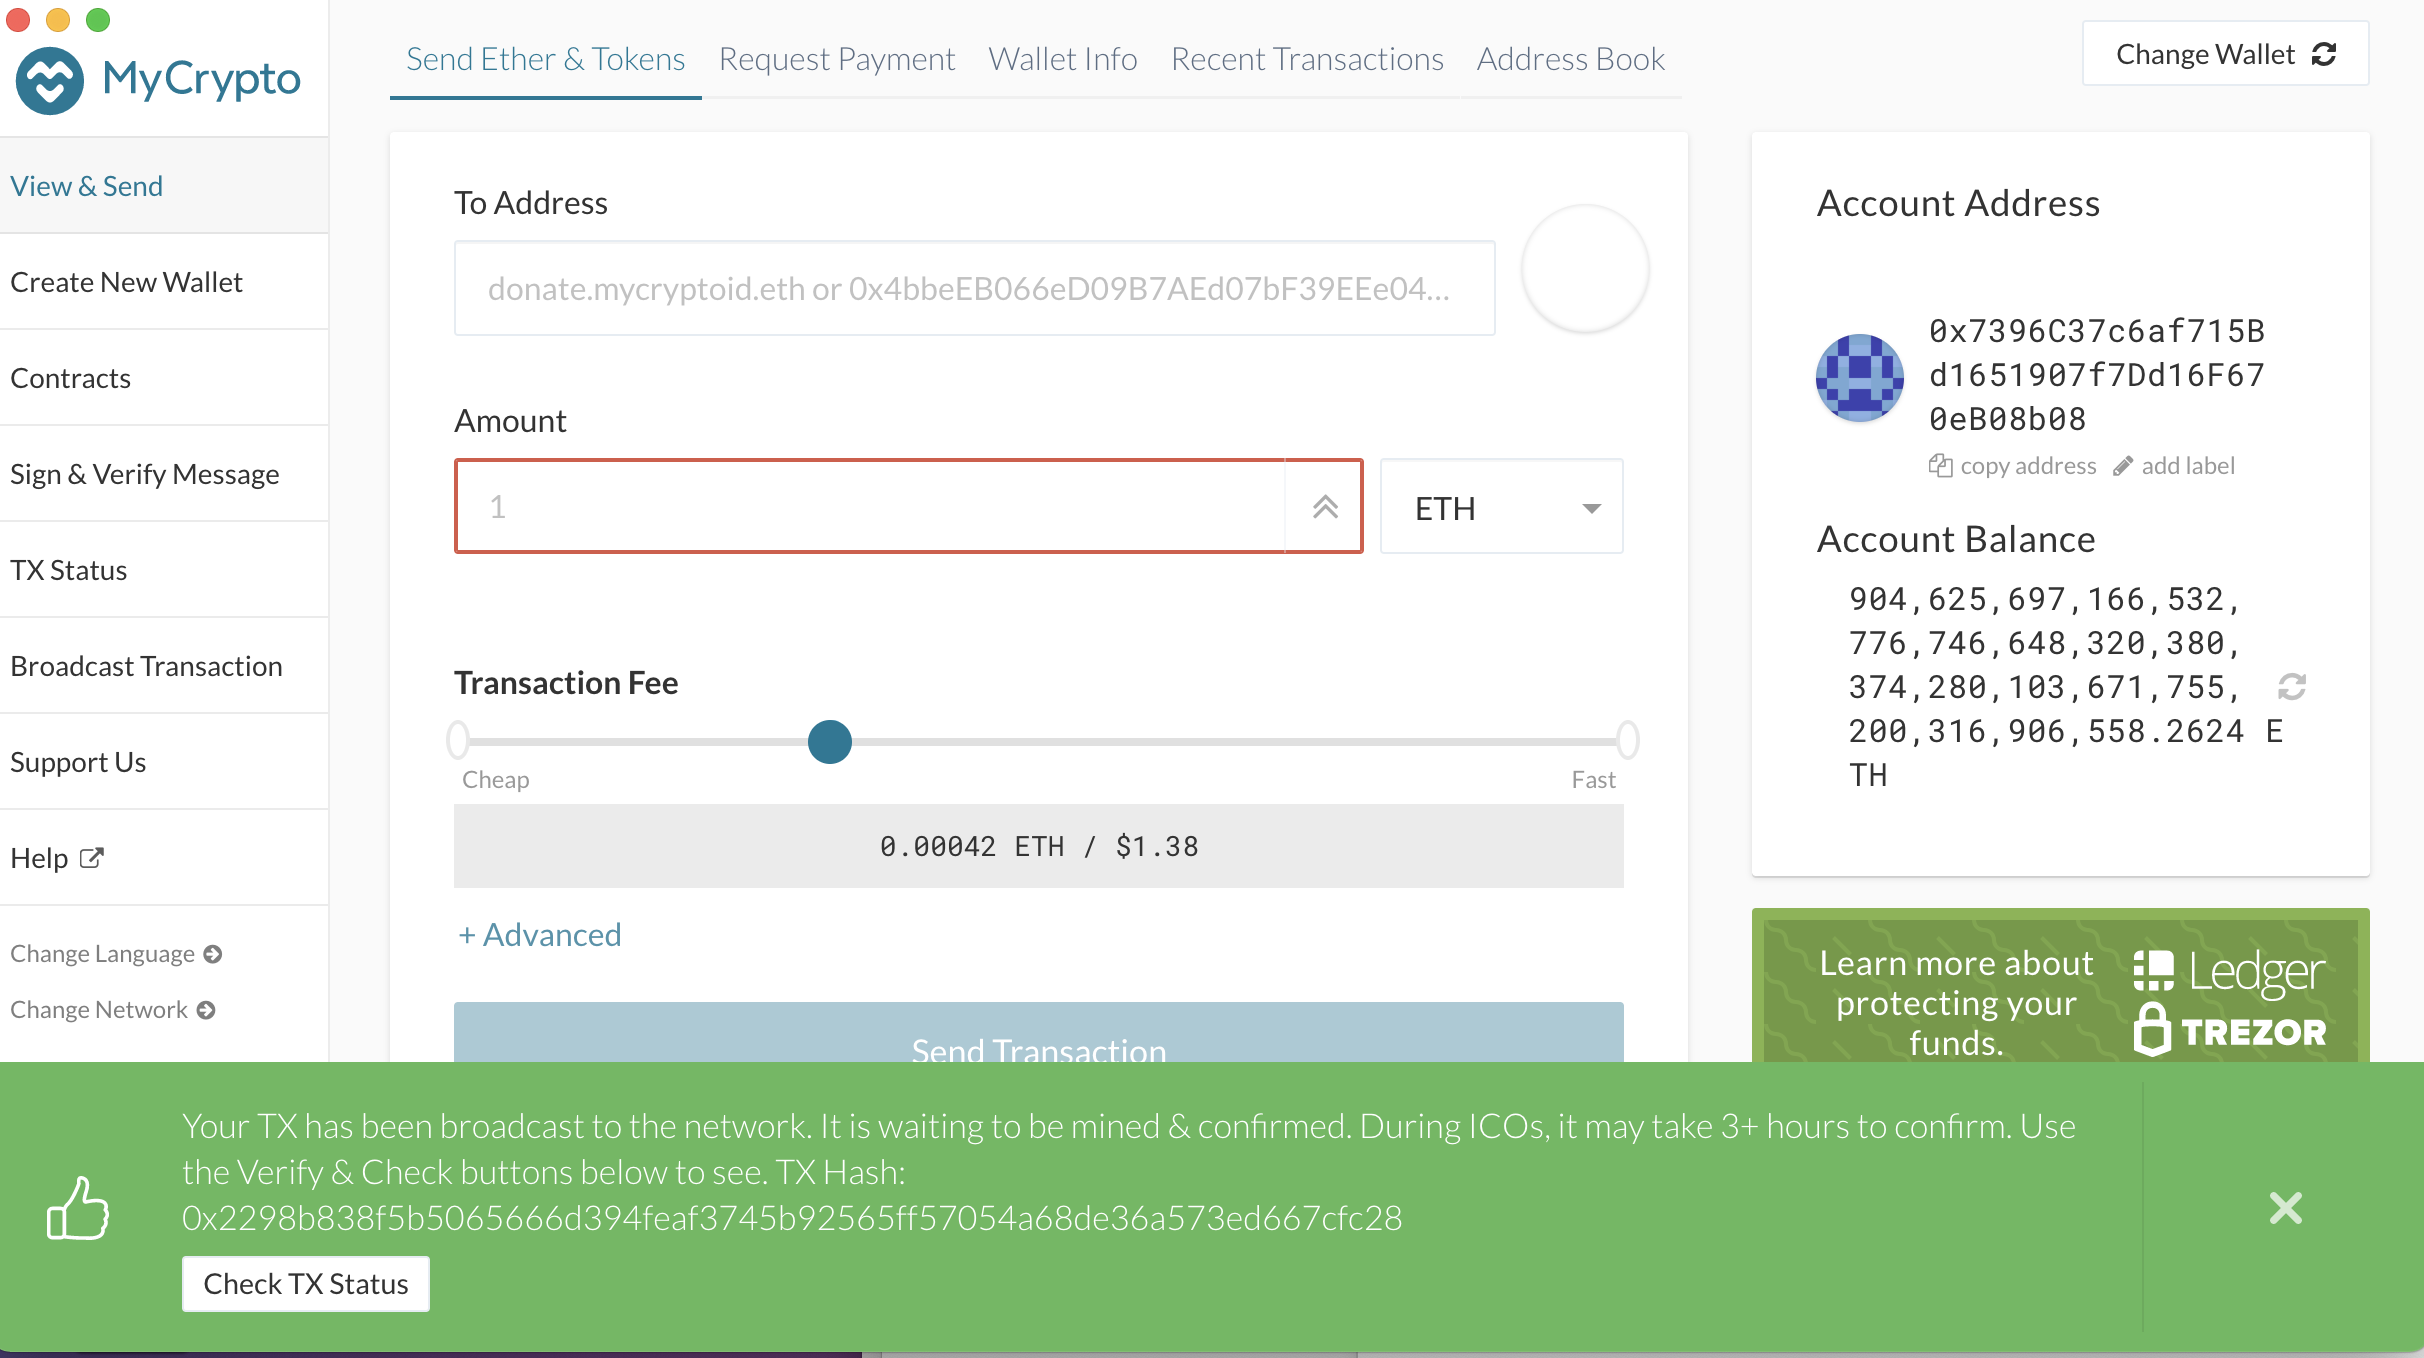 MyCrypto
Send Ether & Tokens
Request Payment
Wallet Info
Recent Transactions
Address Book
Change Wallet
View & Send
Create New Wallet
Contracts
Sign & Verify Message
TX Status
Broadcast Transaction
Support Us
Help
Change Language
Change Network
To Address
donate.mycryptoid.eth or 0x4bbeEB066eD09B7AEd07bF39EEe04...
Amount
1
ETH
Transaction Fee
Cheap
Fast
0.00042 ETH / $1.38
+ Advanced
Send Transaction
Account Address
0x7396C37c6af715B
d1651907f7Dd16F67
0eB08b08
copy address
add label
Account Balance
904,625,697,166,532,
776,746,648,320,380,
374,280,103,671,755,
200,316,906,558.2624 E
TH
Learn more about
protecting your
funds.
Ledger
TREZOR
Your TX has been broadcast to the network. It is waiting to be mined & confirmed. During ICOs, it may take 3+ hours to confirm. Use
the Verify & Check buttons below to see. TX Hash:
0x2298b838f5b5065666d394feaf3745b92565ff57054a68de36a573ed667cfc28
Check TX Status